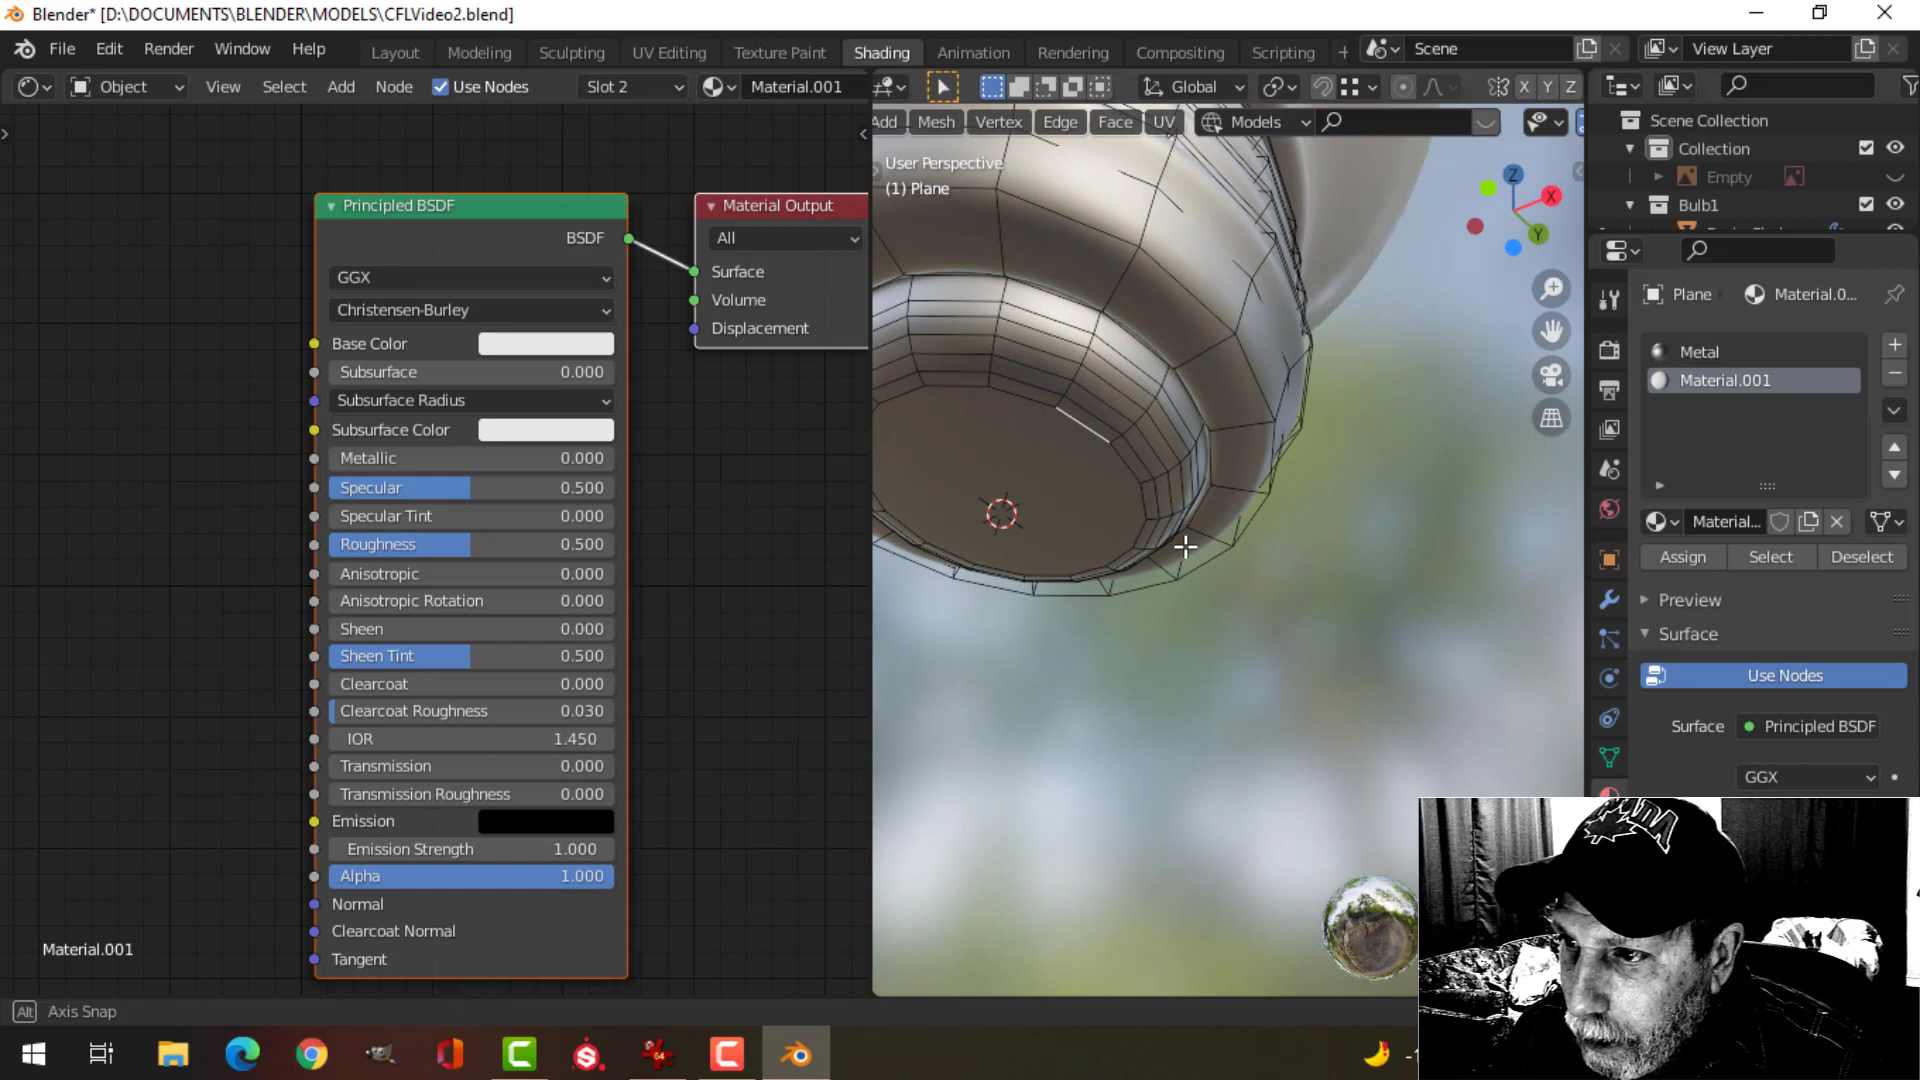 Blender* [D:\DOCUMENTS\BLENDER\MODELS\CFLVideo2.blend]
File Edit Render Window Help Layout Modeling Sculpting UV Editing Texture Paint Shading Animation Rendering Compositing Scripting + Scene View Layer
Object View Select Add Node Use Nodes Slot 2 Material.001 Global X Y Z
Add Mesh Vertex Edge Face UV Models
User Perspective
(1) Plane
Z
X
Y
Principled BSDF
BSDF
GGX
Christensen-Burley
Base Color
Subsurface 0.000
Subsurface Radius
Subsurface Color
Metallic 0.000
Specular 0.500
Specular Tint 0.000
Roughness 0.500
Anisotropic 0.000
Anisotropic Rotation 0.000
Sheen 0.000
Sheen Tint 0.500
Clearcoat 0.000
Clearcoat Roughness 0.030
IOR 1.450
Transmission 0.000
Transmission Roughness 0.000
Emission
Emission Strength 1.000
Alpha 1.000
Normal
Clearcoat Normal
Tangent
Material Output
All
Surface
Volume
Displacement
Material.001
Scene Collection
Collection
Empty
Bulb1
Plane Material.0...
Metal
Material.001
Material...
Assign Select Deselect
Preview
Surface
Use Nodes
Surface Principled BSDF
GGX
Alt Axis Snap